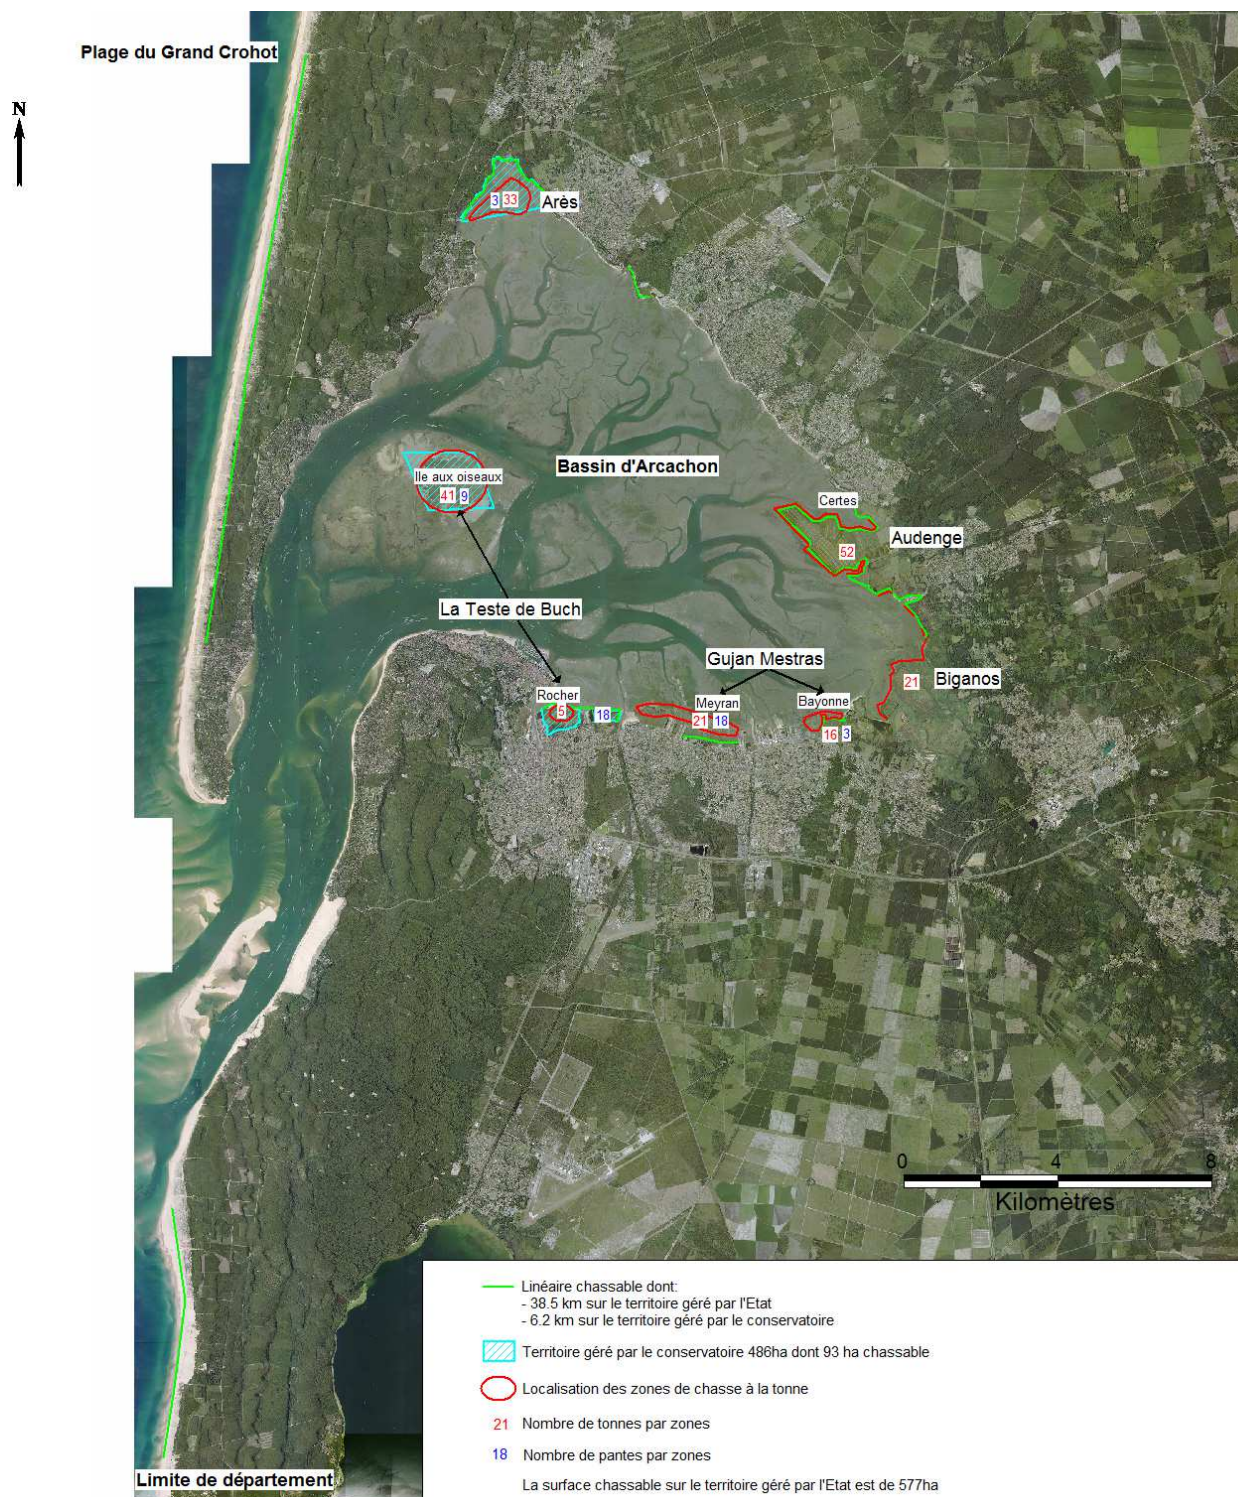 Plage du Grand Crohot
N
3 33
Arès
Ile aux oiseaux
41 9
Bassin d'Arcachon
Certes
Audenge
52
La Teste de Buch
Gujan Mestras
Biganos
21
Rocher
5
18
Meyran
21 18
Bayonne
16 3
0 4 8
Kilomètres
Linéaire chassable dont:
- 38.5 km sur le territoire géré par l'Etat
- 6.2 km sur le territoire géré par le conservatoire
Territoire géré par le conservatoire 486ha dont 93 ha chassable
Localisation des zones de chasse à la tonne
21 Nombre de tonnes par zones
18 Nombre de pantes par zones
La surface chassable sur le territoire géré par l'Etat est de 577ha
Limite de département